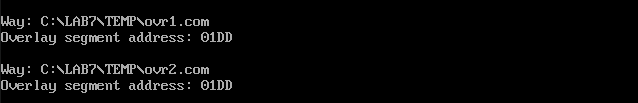 Way: C:\LAB7\TEMP\ovr1.com
Overlay segment address: 01DD
Way: C:\LAB7\TEMP\ovr2.com
Overlay segment address: 01DD